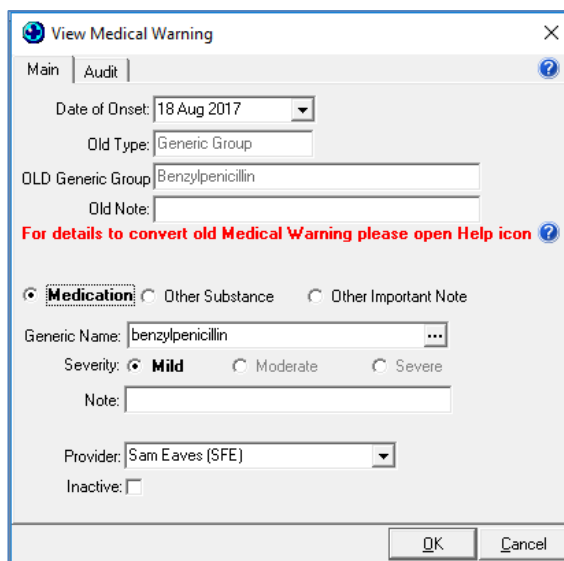 View Medical Warning
Main Audit
Date of Onset: 18 Aug 2017
Old Type: Generic Group
OLD Generic Group Benzylpenicillin
Old Note:
For details to convert old Medical Warning please open Help icon
Medication Other Substance Other Important Note
Generic Name: benzylpenicillin ...
Severity: Mild Moderate Severe
Note:
Provider: Sam Eaves (SFE)
Inactive:
OK Cancel